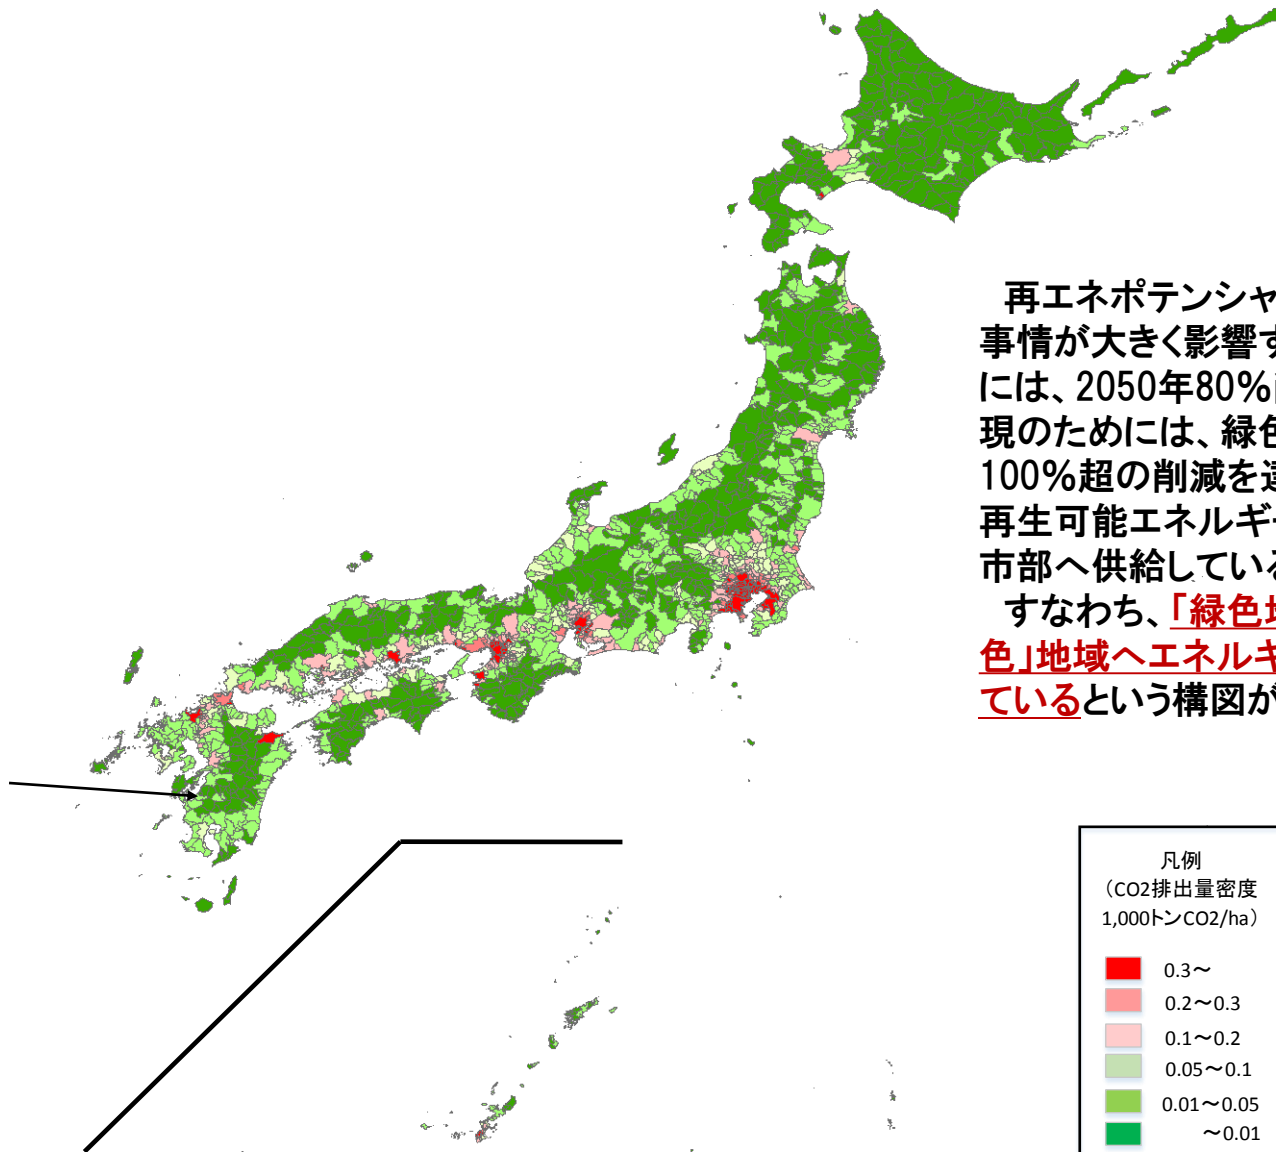 再エネポテンシャ
事情が大きく影響す
には、2050年80％
現のためには、緑色
100％超の削減を達
再生可能エネルギ
市部へ供給している
すなわち、「緑色地
色」地域へエネルギ
ているという構図が
凡例
（CO2排出量密度
1,000トンCO2/ha）
0.3～
0.2～0.3
0.1～0.2
0.05～0.1
0.01～0.05
～0.01